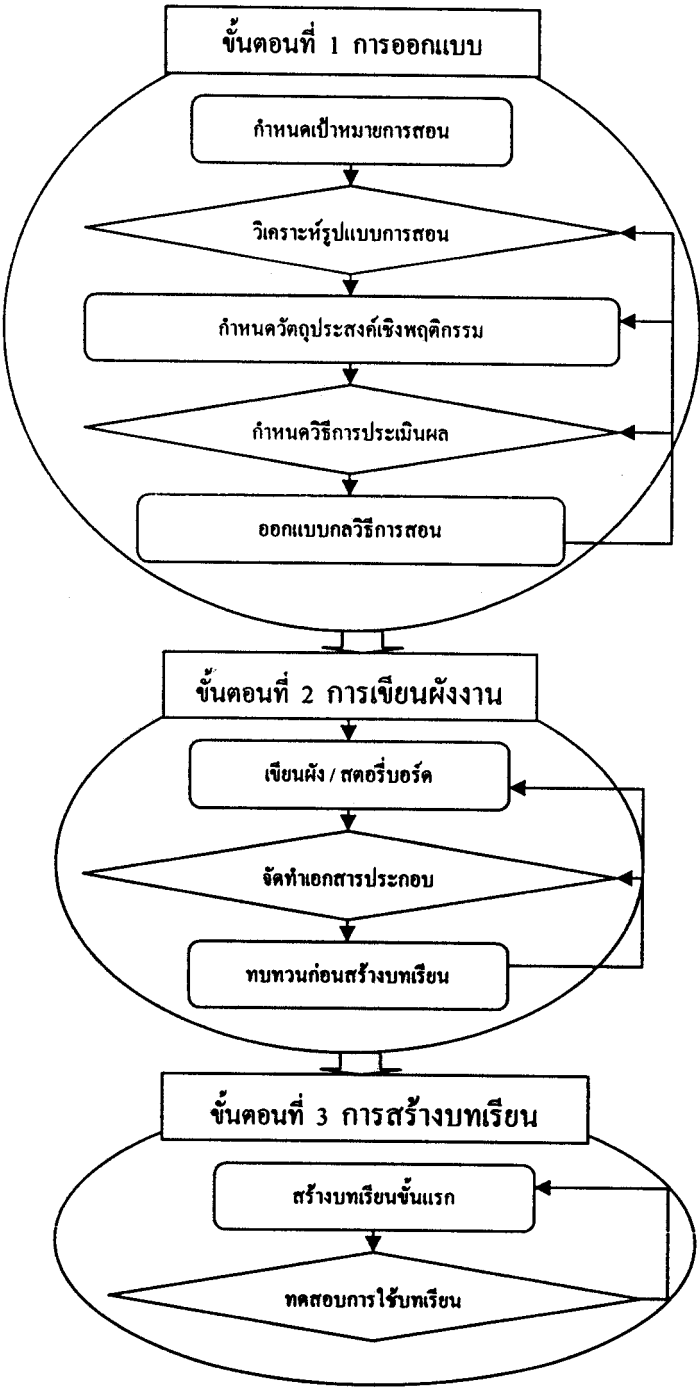 ขั้นตอนที่ 1 การออกแบบ
กำหนดเป้าหมายการสอน
วิเคราะห์รูปแบบการสอน
กำหนดวัตถุประสงค์เชิงพฤติกรรม
กำหนดวิธีการประเมินผล
ออกแบบกลวิธีการสอน
ขั้นตอนที่ 2 การเขียนผังงาน
เขียนผัง / สตอรี่บอร์ด
จัดทำเอกสารประกอบ
ทบทวนก่อนสร้างบทเรียน
ขั้นตอนที่ 3 การสร้างบทเรียน
สร้างบทเรียนขั้นแรก
ทดสอบการใช้บทเรียน